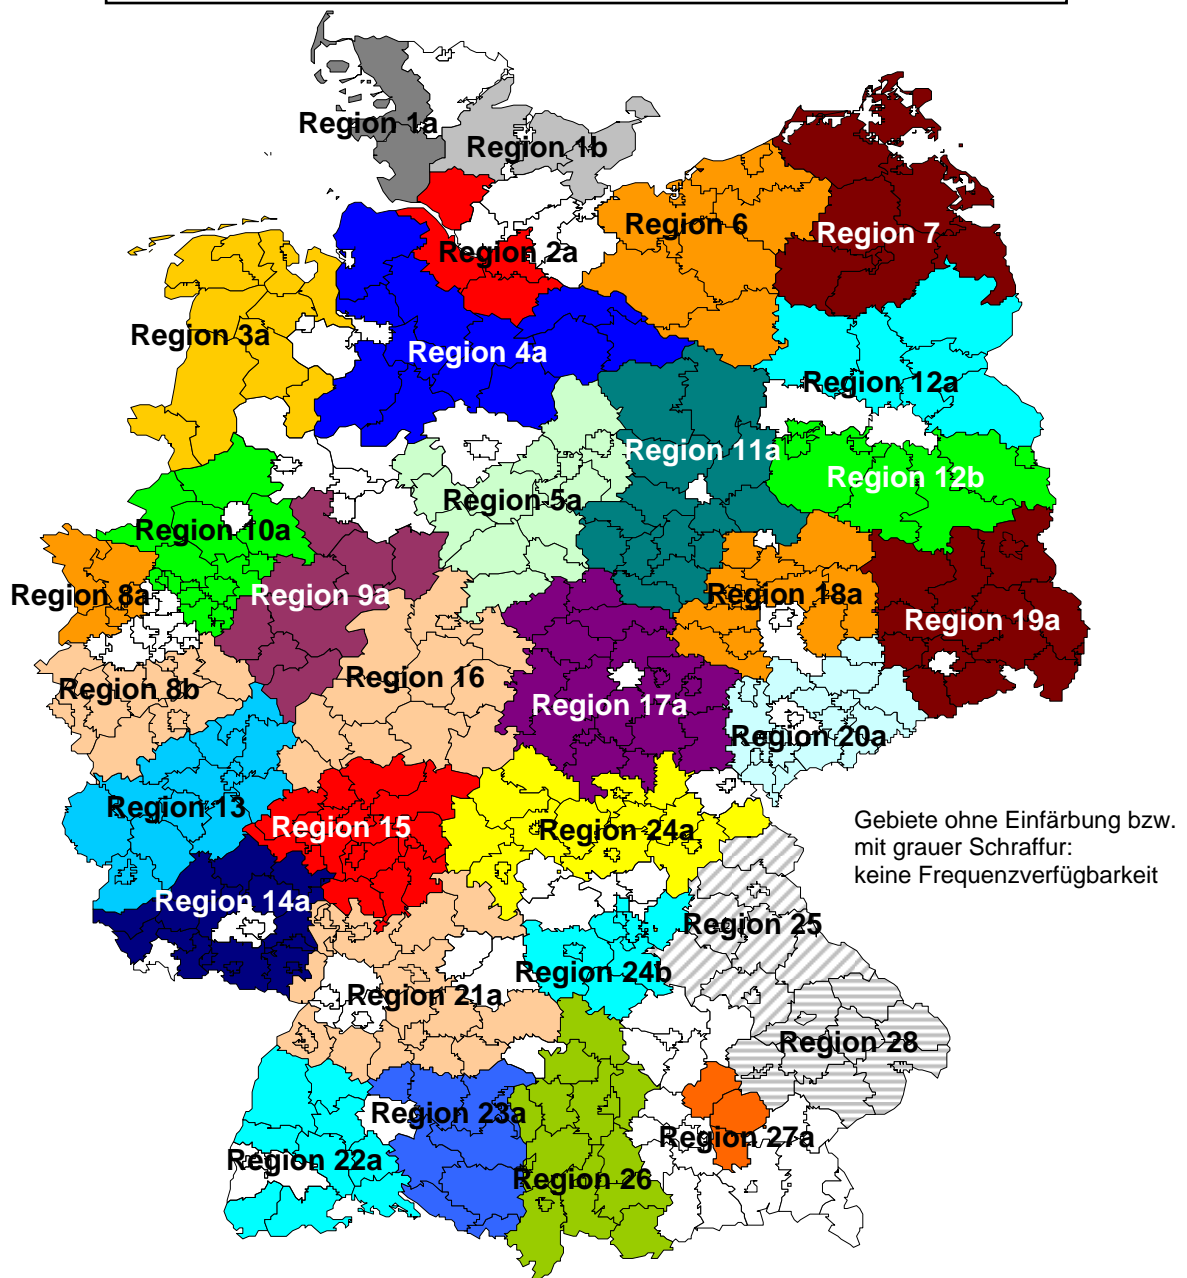 Region 1a
Region 1b
Region 6
Region 7
Region 2a
Region 3a
Region 4a
Region 12a
Region 11a
Region 12b
Region 5a
Region 10a
Region 8a
Region 9a
Region 18a
Region 19a
Region 16
Region 8b
Region 17a
Region 20a
Region 13
Region 15
Region 24a
Gebiete ohne Einfärbung bzw.
mit grauer Schraffur:
keine Frequenzverfügbarkeit
Region 14a
Region 25
Region 24b
Region 21a
Region 28
Region 23a
Region 27a
Region 22a
Region 26